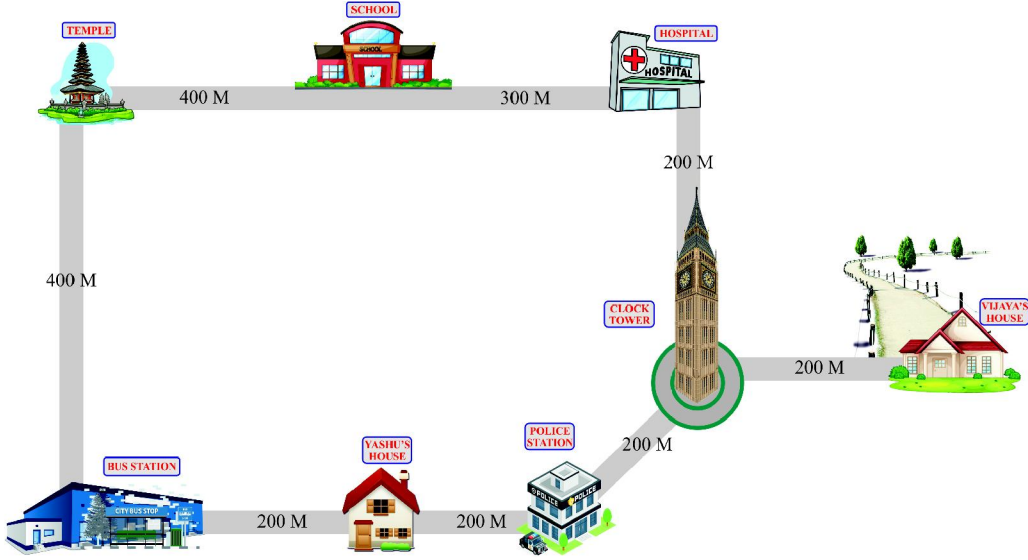 SCHOOL
TEMPLE
HOSPITAL
SCHOOL
HOSPITAL
400 M
300 M
200 M
400 M
CLOCK
TOWER
VIJAYA'S
HOUSE
200 M
POLICE
STATION
YASHU'S
HOUSE
200 M
BUS STATION
POLICE
POLICE
CITY BUS STOP
200 M
200 M